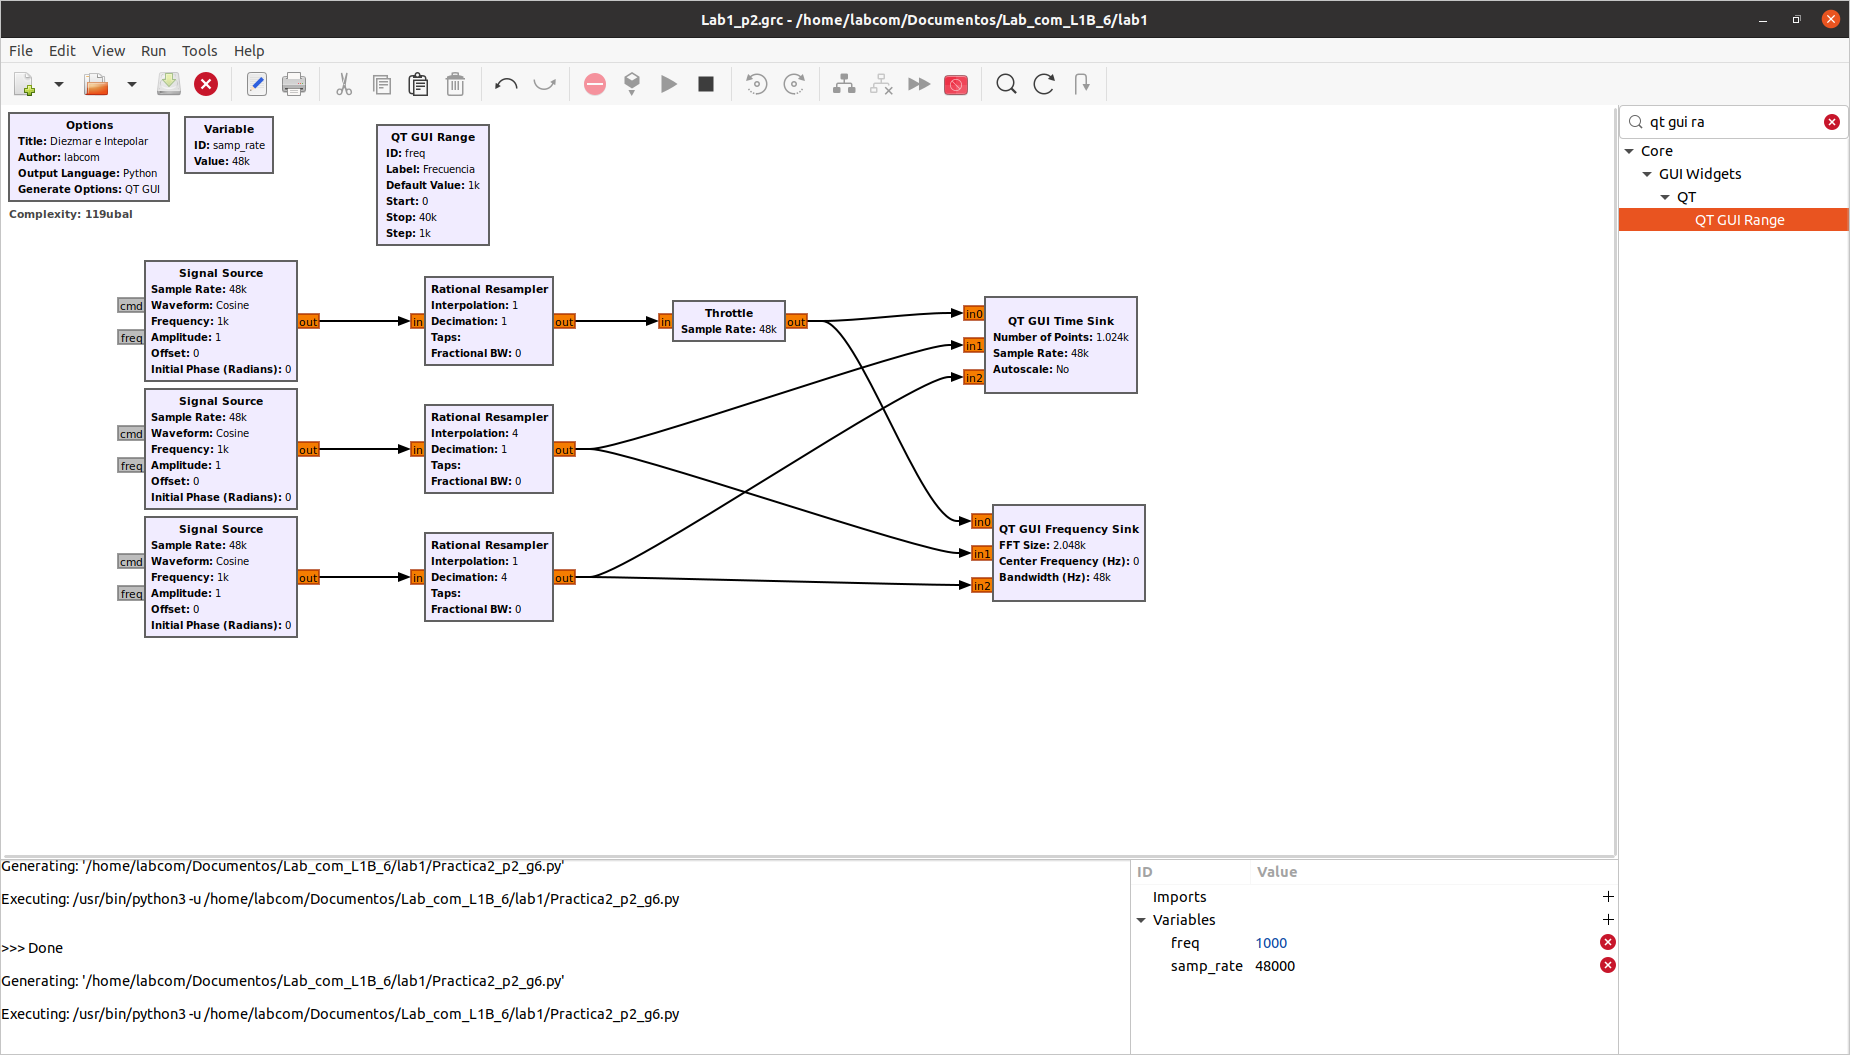 Lab1_p2.grc - /home/labcom/Documentos/Lab_com_L1B_6/lab1
File Edit View Run Tools Help
Options
Title: Diezmar e Intepolar
Author: labcom
Output Language: Python
Generate Options: QT GUI
Complexity: 119ubal
Variable
ID: samp_rate
Value: 48k
QT GUI Range
ID: freq
Label: Frecuencia
Default Value: 1k
Start: 0
Stop: 40k
Step: 1k
Signal Source
Sample Rate: 48k
Waveform: Cosine
Frequency: 1k
Amplitude: 1
Offset: 0
Initial Phase (Radians): 0
cmd
freq
out
in
Rational Resampler
Interpolation: 1
Decimation: 1
Taps:
Fractional BW: 0
out
in
Throttle
Sample Rate: 48k
out
in0
in1
in2
QT GUI Time Sink
Number of Points: 1.024k
Sample Rate: 48k
Autoscale: No
Signal Source
Sample Rate: 48k
Waveform: Cosine
Frequency: 1k
Amplitude: 1
Offset: 0
Initial Phase (Radians): 0
cmd
freq
out
in
Rational Resampler
Interpolation: 4
Decimation: 1
Taps:
Fractional BW: 0
out
Signal Source
Sample Rate: 48k
Waveform: Cosine
Frequency: 1k
Amplitude: 1
Offset: 0
Initial Phase (Radians): 0
cmd
freq
out
in
Rational Resampler
Interpolation: 1
Decimation: 4
Taps:
Fractional BW: 0
out
in0
in1
in2
QT GUI Frequency Sink
FFT Size: 2.048k
Center Frequency (Hz): 0
Bandwidth (Hz): 48k
qt gui ra
Core
GUI Widgets
QT
QT GUI Range
Generating: '/home/labcom/Documentos/Lab_com_L1B_6/lab1/Practica2_p2_g6.py'
Executing: /usr/bin/python3 -u /home/labcom/Documentos/Lab_com_L1B_6/lab1/Practica2_p2_g6.py
>>> Done
Generating: '/home/labcom/Documentos/Lab_com_L1B_6/lab1/Practica2_p2_g6.py'
Executing: /usr/bin/python3 -u /home/labcom/Documentos/Lab_com_L1B_6/lab1/Practica2_p2_g6.py
ID Value
Imports
Variables
freq 1000
samp_rate 48000